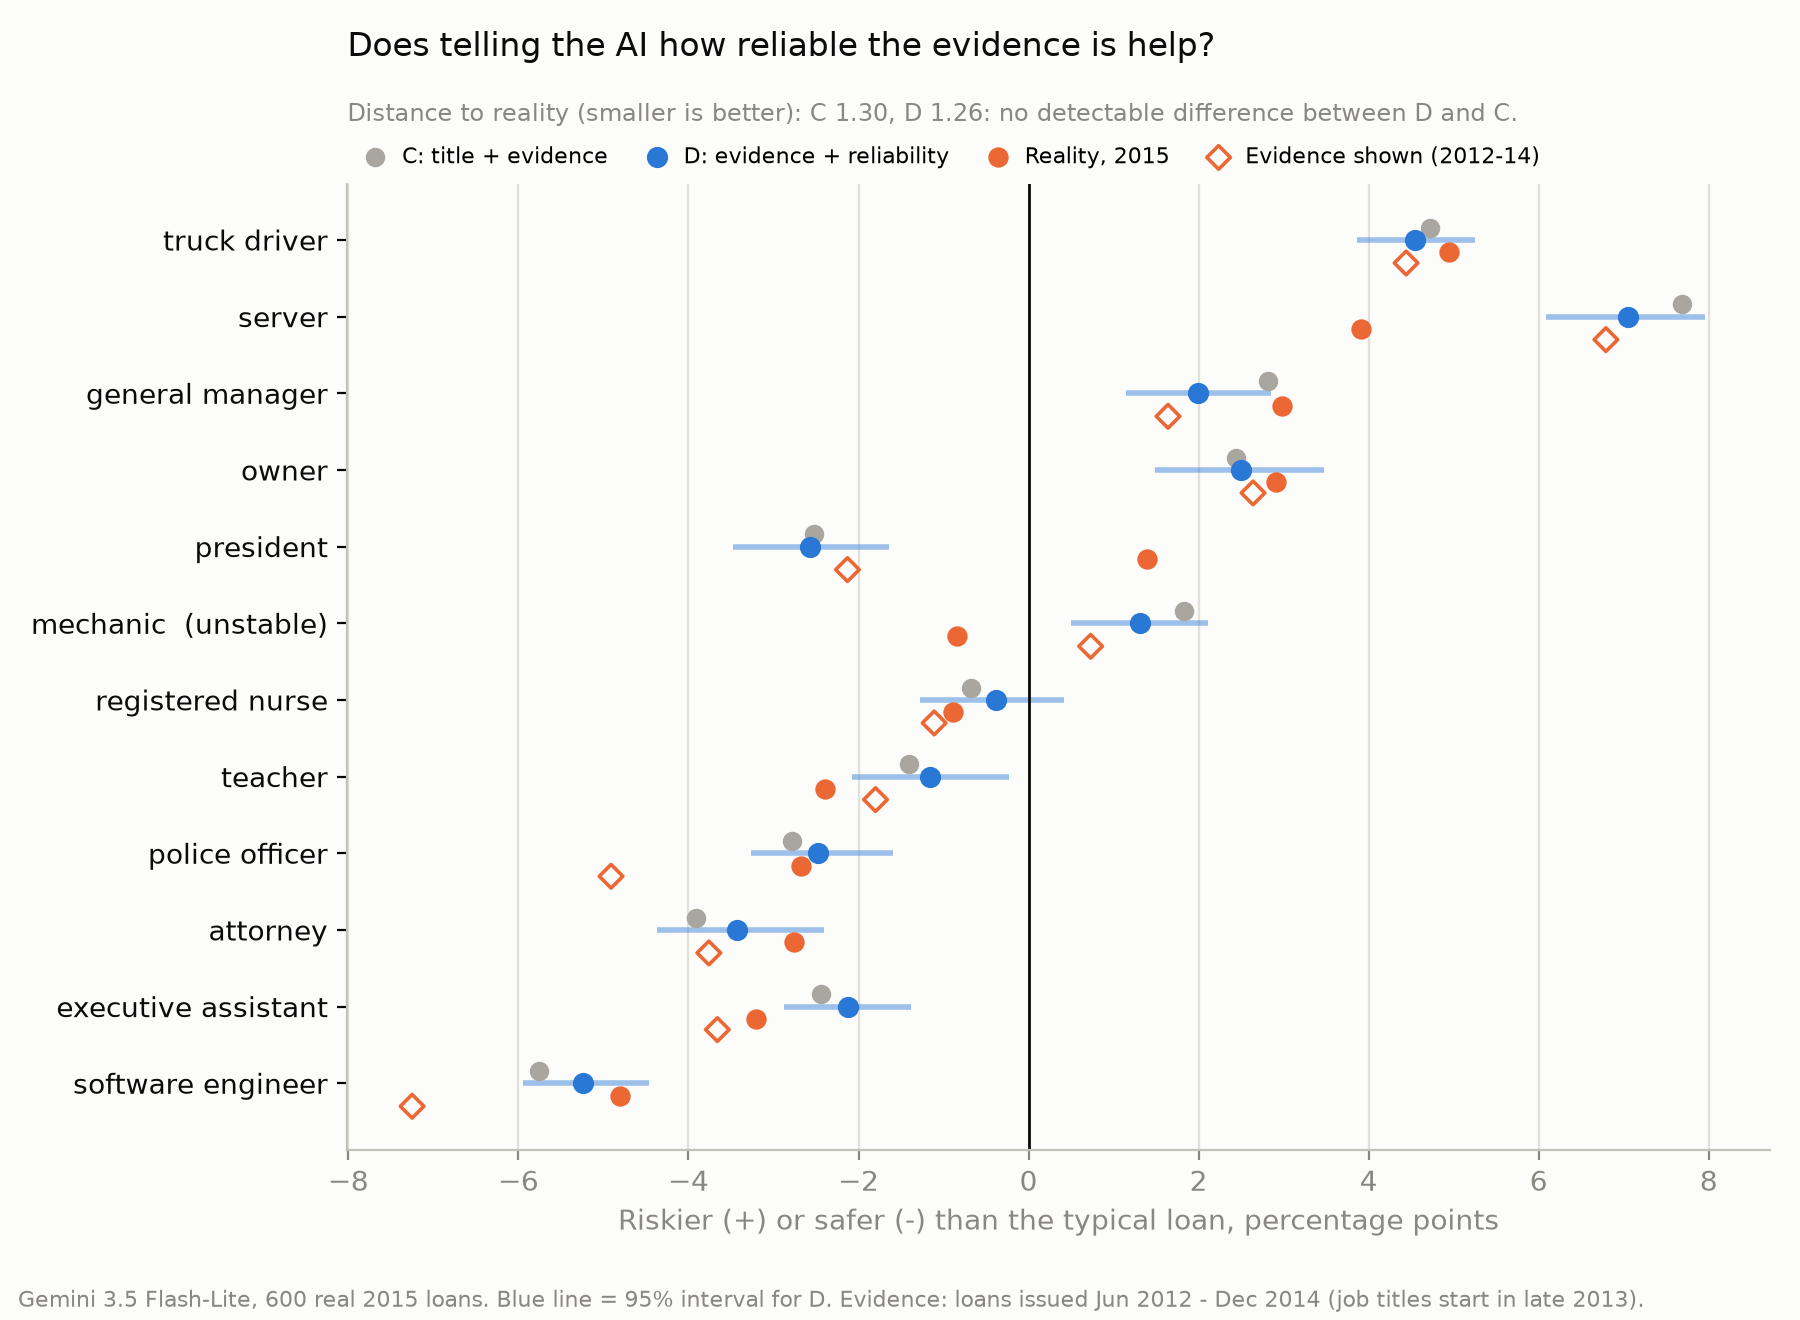 Does telling the AI how reliable the evidence is help?
Distance to reality (smaller is better): C 1.30, D 1.26: no detectable difference between D and C.
C: title + evidence D: evidence + reliability Reality, 2015 Evidence shown (2012-14)
truck driver
server
general manager
owner
president
mechanic  (unstable)
registered nurse
teacher
police officer
attorney
executive assistant
software engineer
−8 −6 −4 −2 0 2 4 6 8
Riskier (+) or safer (-) than the typical loan, percentage points
Gemini 3.5 Flash-Lite, 600 real 2015 loans. Blue line = 95% interval for D. Evidence: loans issued Jun 2012 - Dec 2014 (job titles start in late 2013).